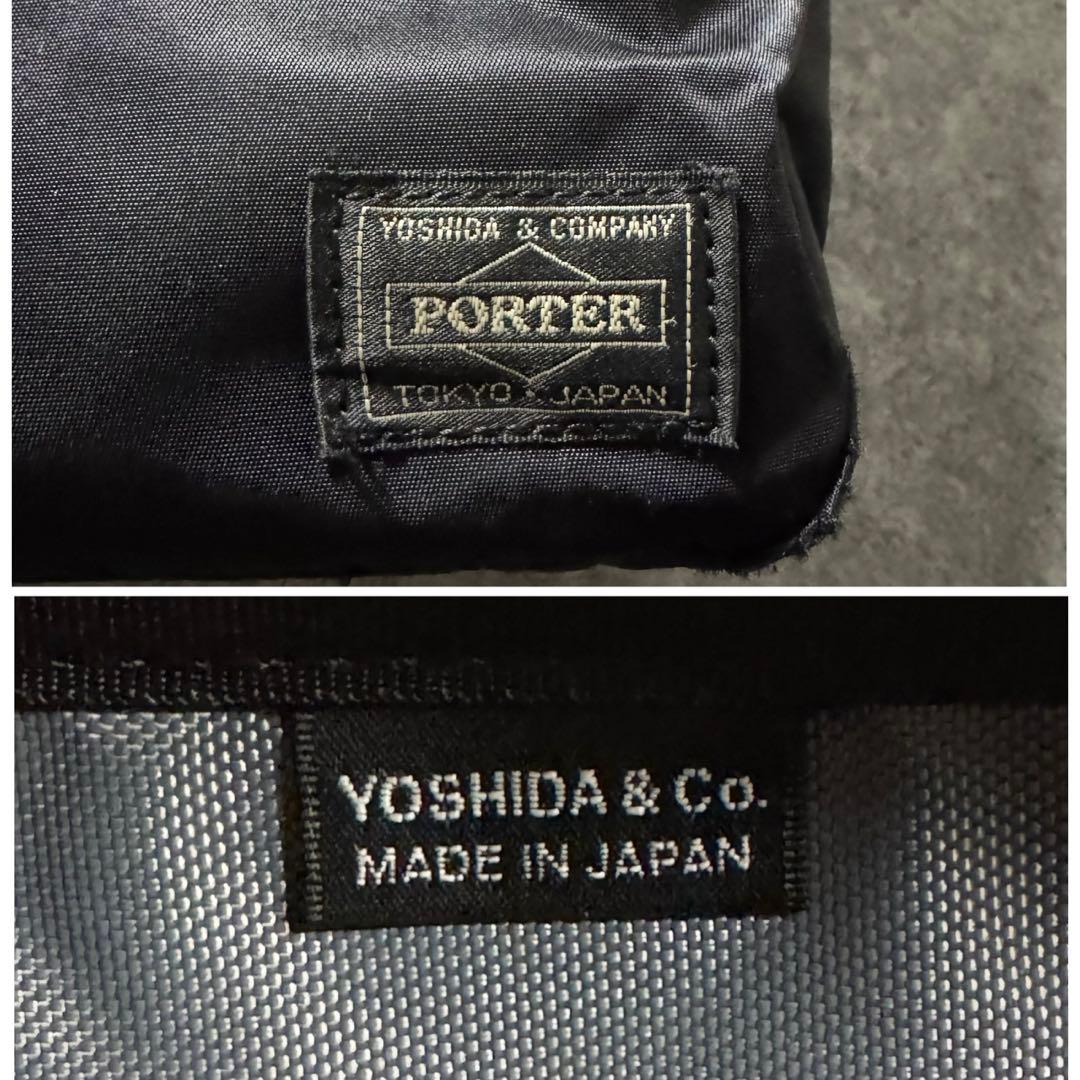 YOSHIDA & COMPANY
PORTER
TOKYO · JAPAN
YOSHIDA & Co.
MADE IN JAPAN